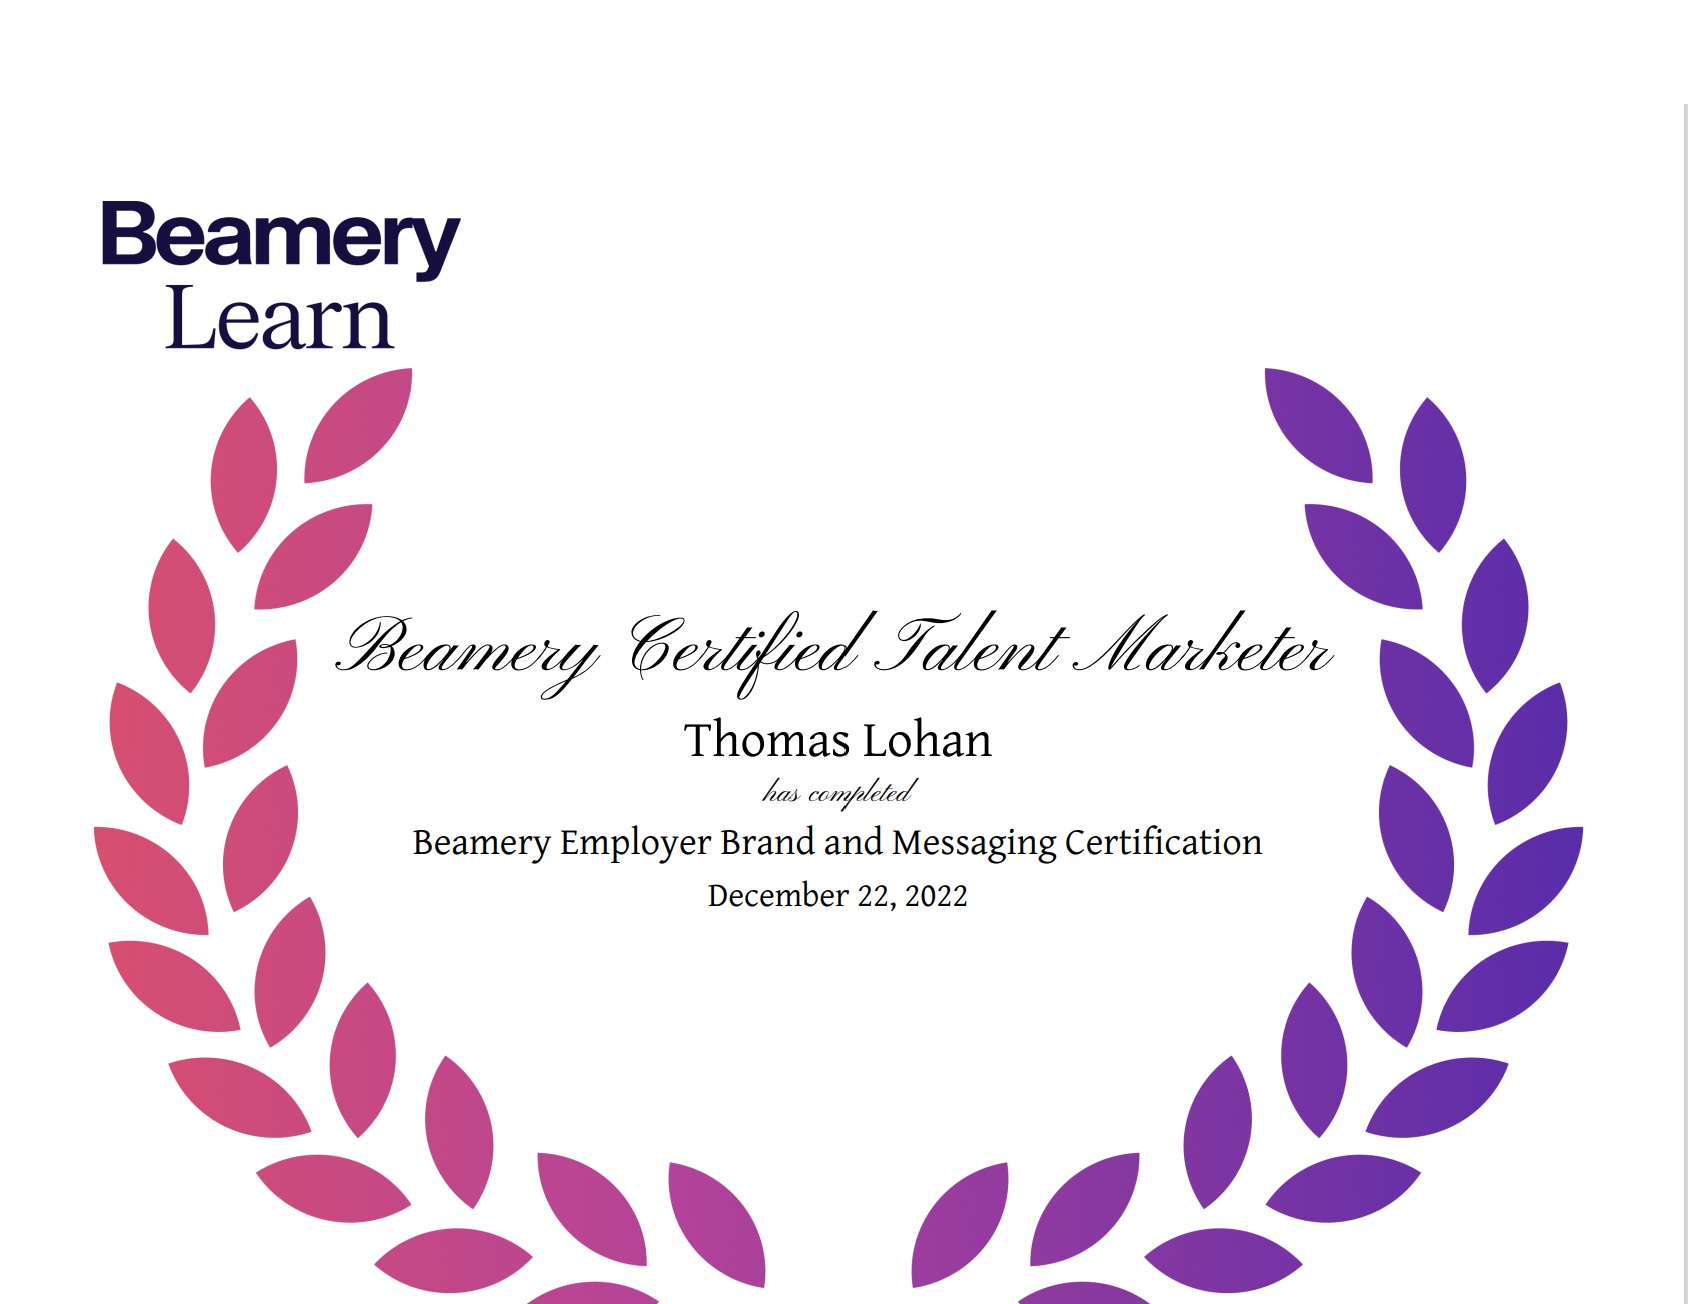 Beamery
Learn
Beamery Certified Talent Marketer
Thomas Lohan
has completed
Beamery Employer Brand and Messaging Certification
December 22, 2022